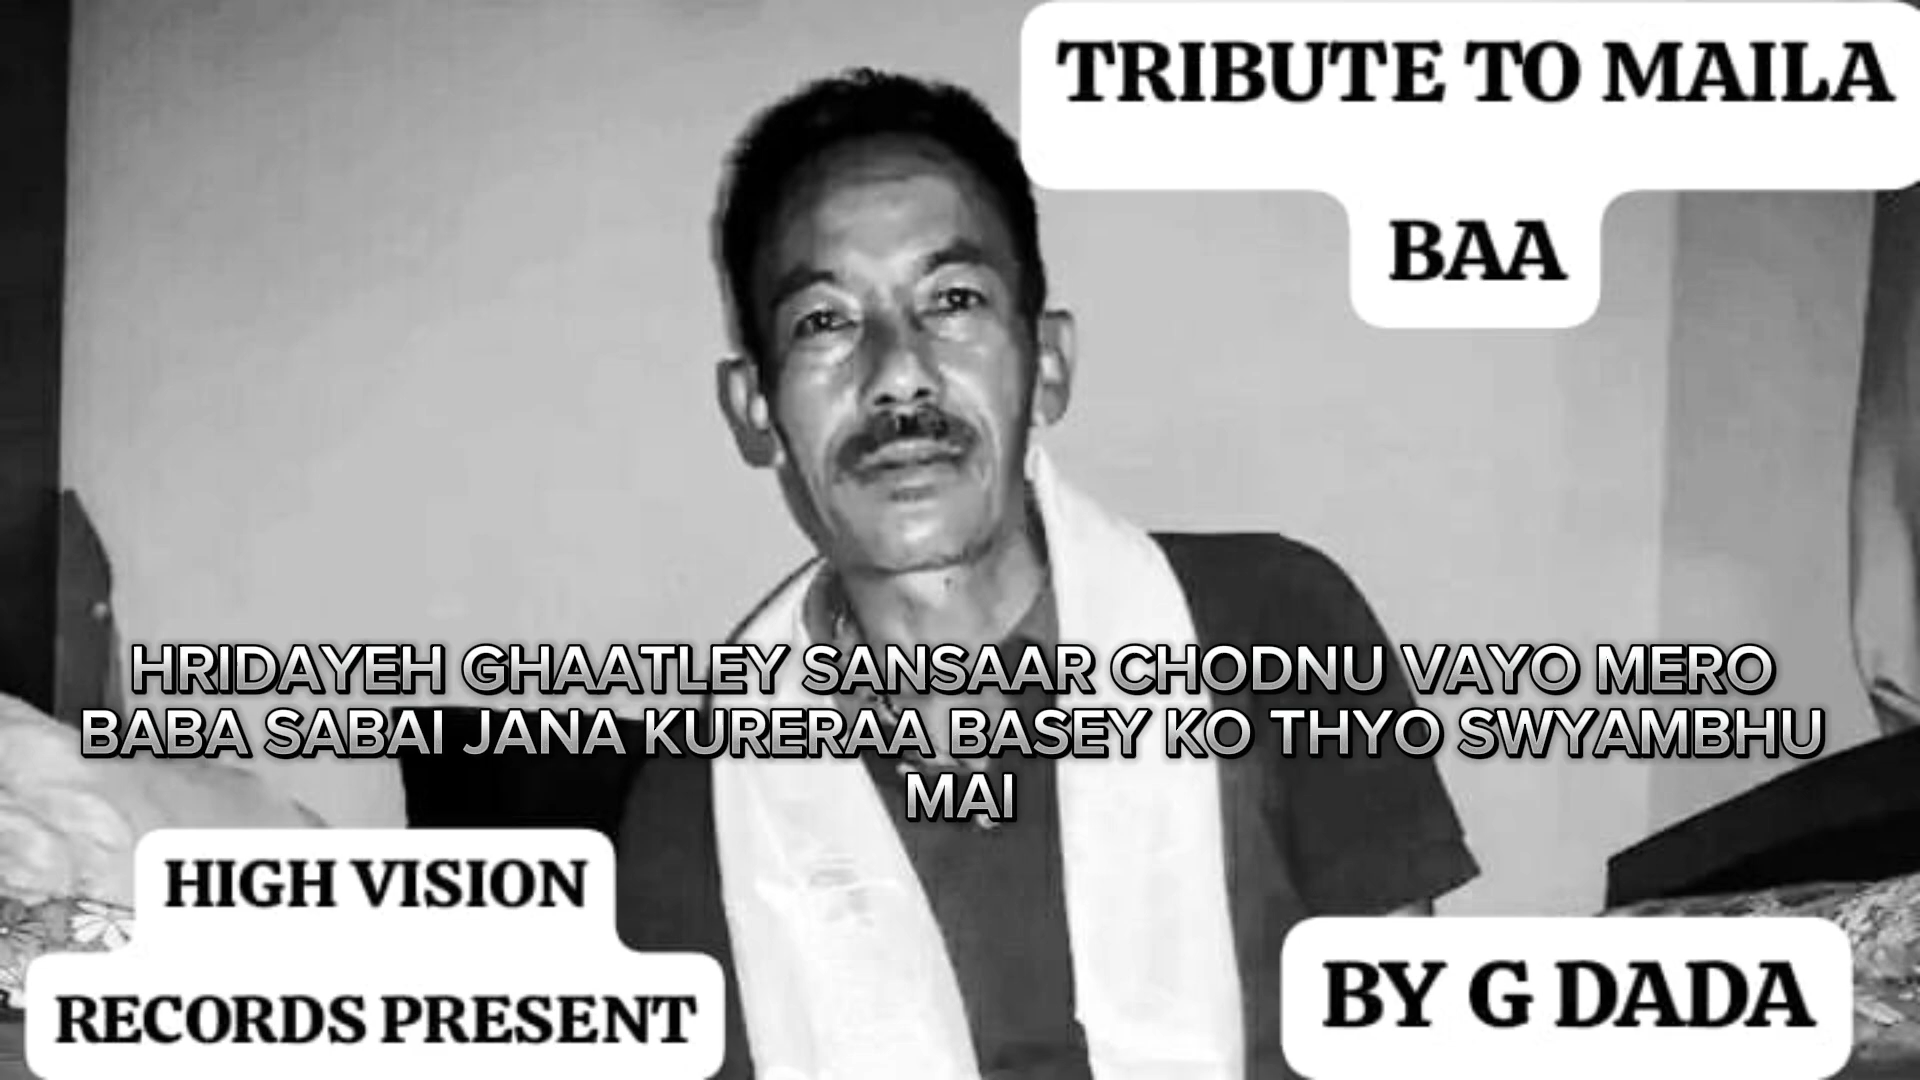 TRIBUTE TO MAILA
BAA
HRIDAYEH GHAATLEY SANSAAR CHODNU VAYO MERO
BABA SABAI JANA KURERAA BASEY KO THYO SWYAMBHU
MAI
HIGH VISION
RECORDS PRESENT
BY G DADA